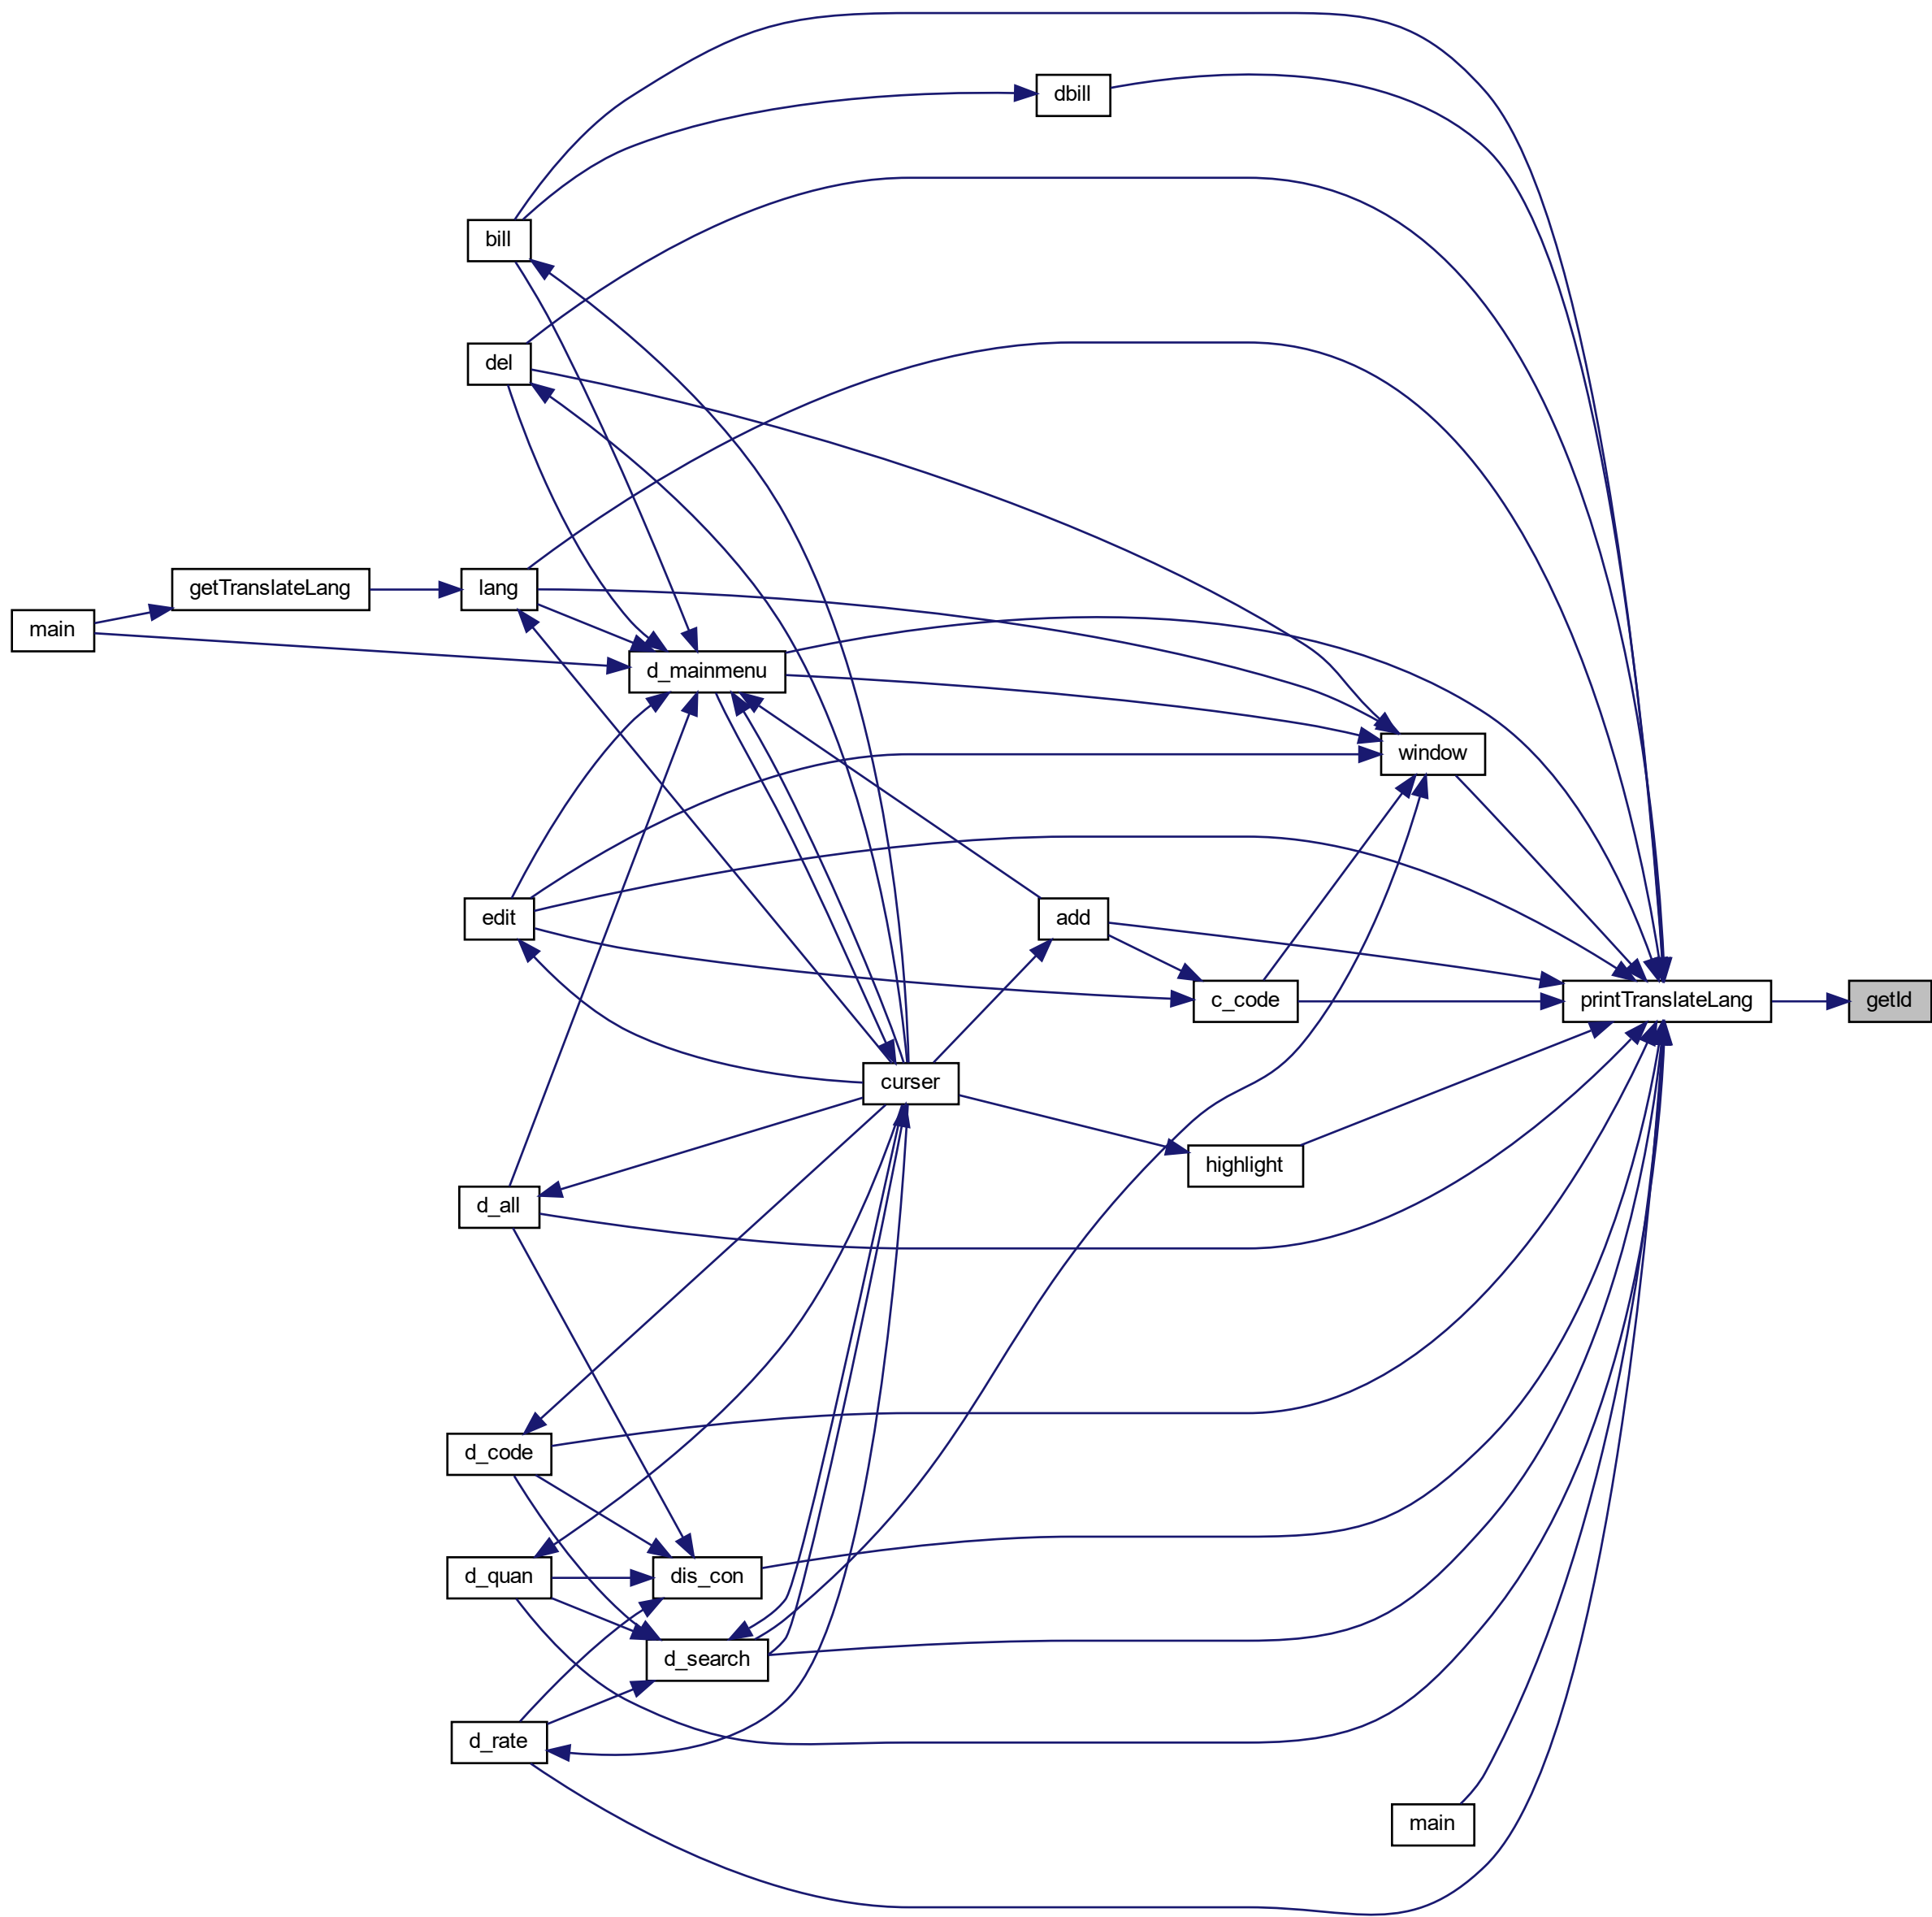 dbill
bill
del
getTranslateLang
lang
main
d_mainmenu
window
edit
add
c_code
printTranslateLang
getId
curser
highlight
d_all
d_code
d_quan
dis_con
d_search
d_rate
main